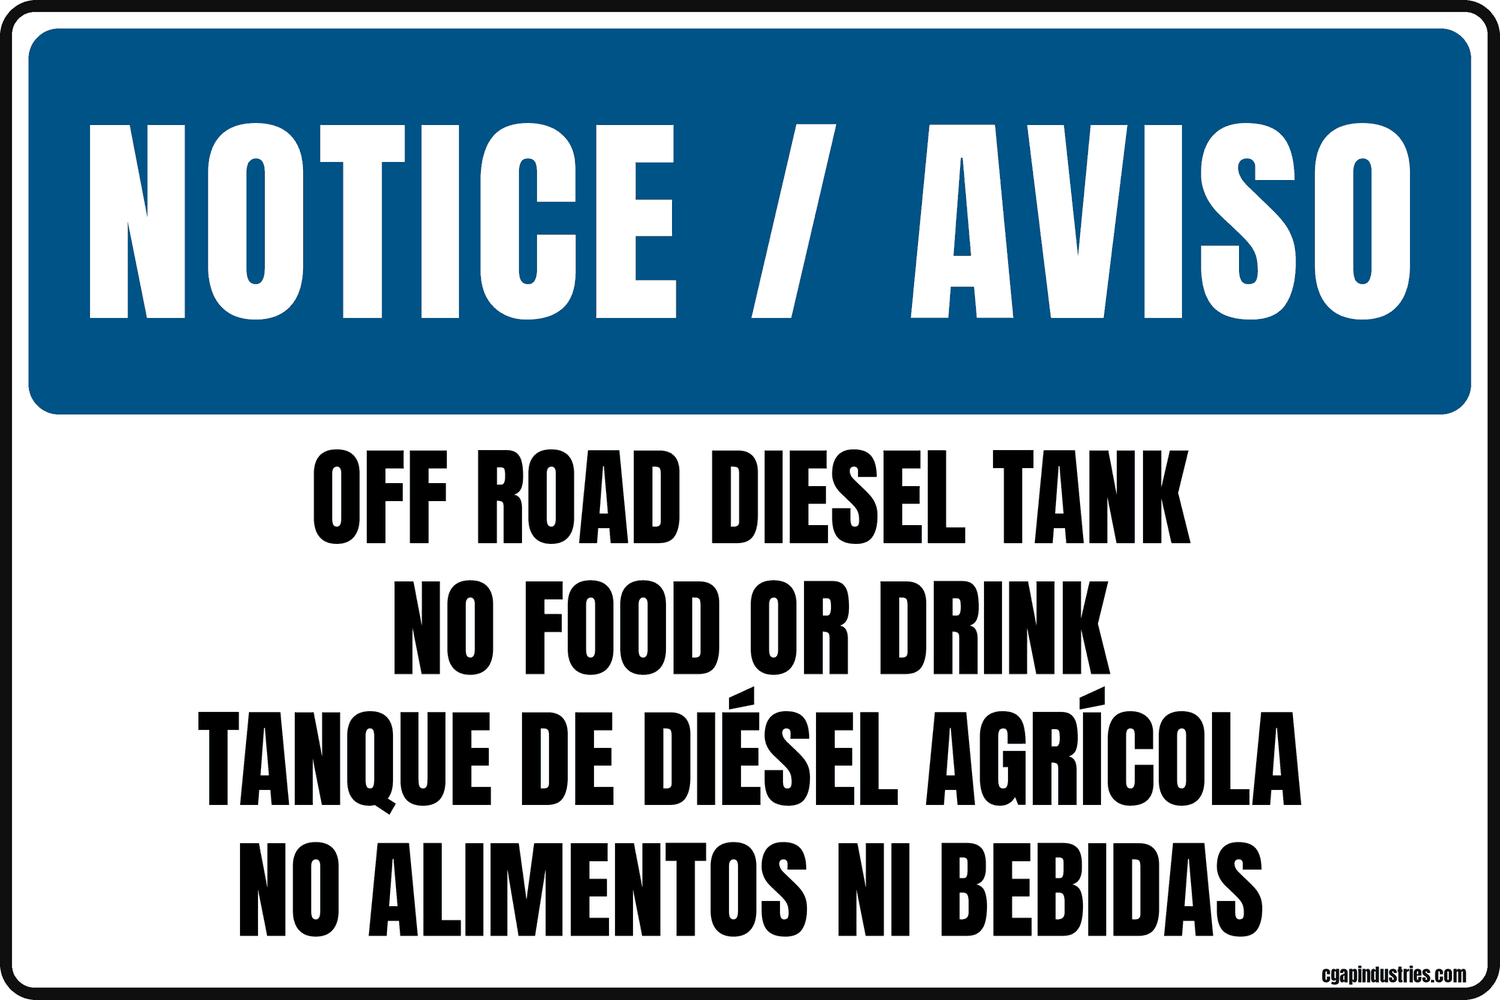 NOTICE / AVISO
OFF ROAD DIESEL TANK
NO FOOD OR DRINK
TANQUE DE DIÉSEL AGRÍCOLA
NO ALIMENTOS NI BEBIDAS
cgapindustries.com